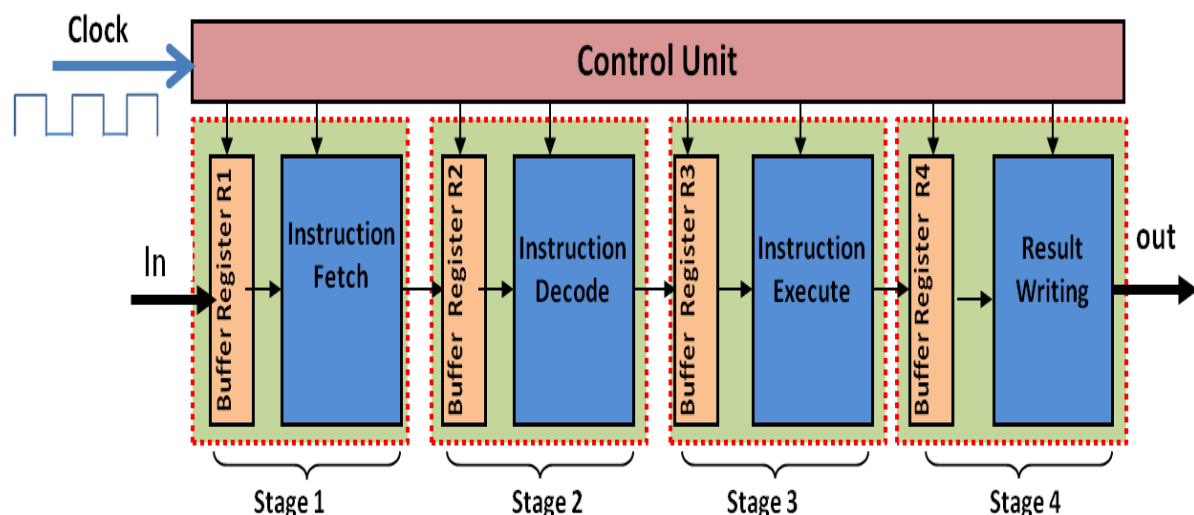 Clock
Control Unit
In
Buffer Register R1
Instruction
Fetch
Buffer Register R2
Instruction
Decode
Buffer Register R3
Instruction
Execute
Buffer Register R4
Result
Writing
out
Stage 1
Stage 2
Stage 3
Stage 4